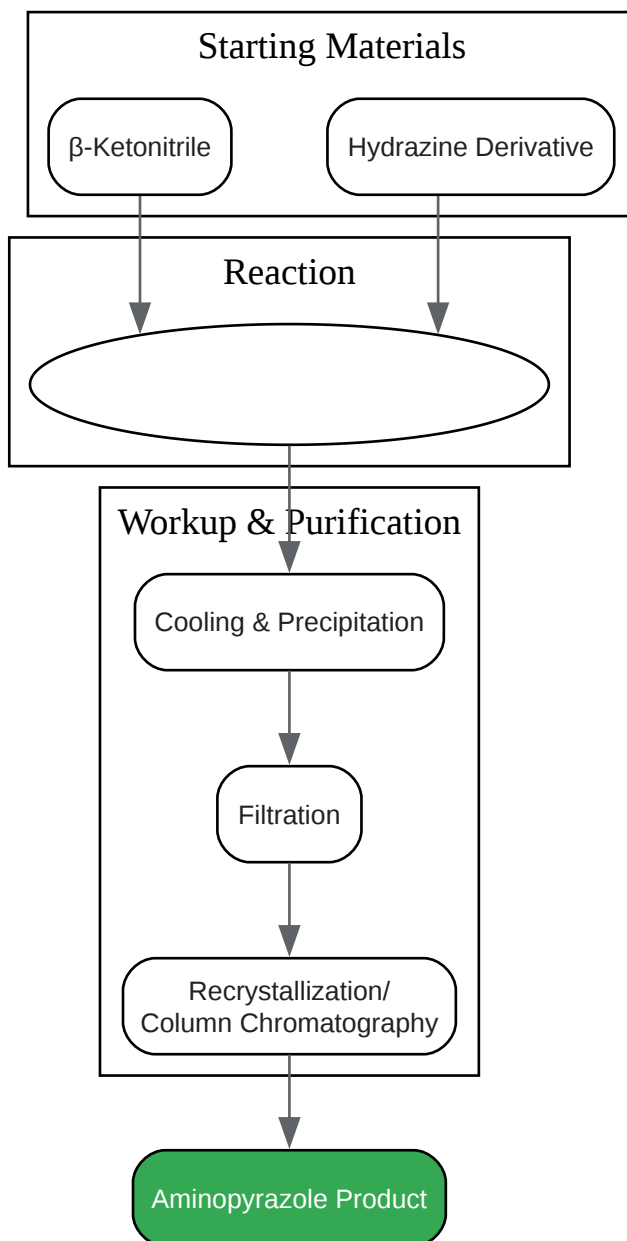 Starting Materials
β-Ketonitrile
Hydrazine Derivative
Reaction
Workup & Purification
Cooling & Precipitation
Filtration
Recrystallization/
Column Chromatography
Aminopyrazole Product